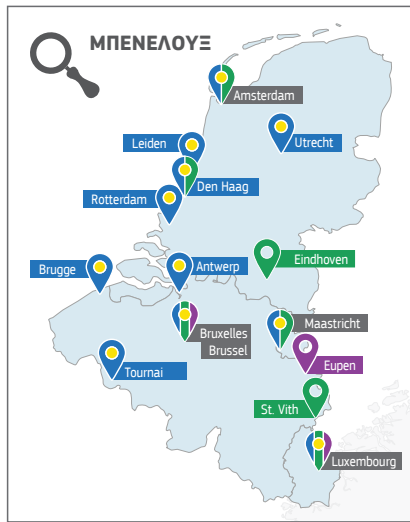 ΜΠΕΝΕΛΟΥΞ
Amsterdam
Utrecht
Leiden
Den Haag
Rotterdam
Eindhoven
Brugge
Antwerp
Maastricht
Bruxelles
Brussel
Eupen
Tournai
St. Vith
Luxembourg